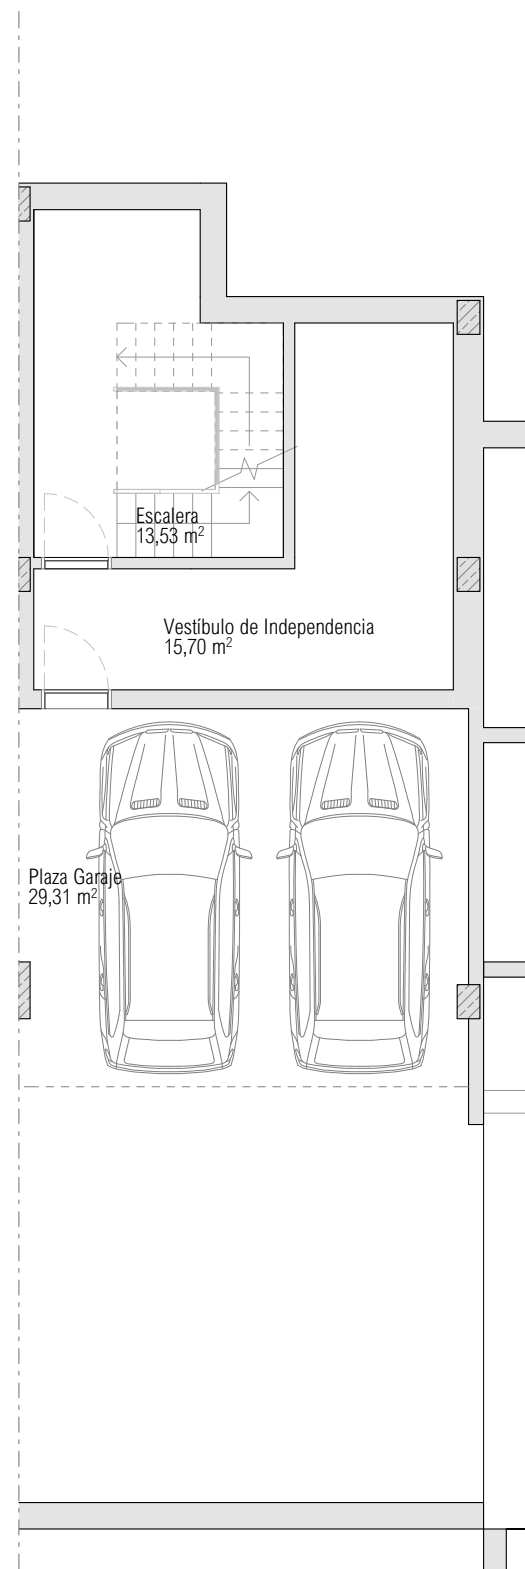 Escalera
13,53 m²
Vestíbulo de Independencia
15,70 m²
Plaza Garaje
29,31 m²